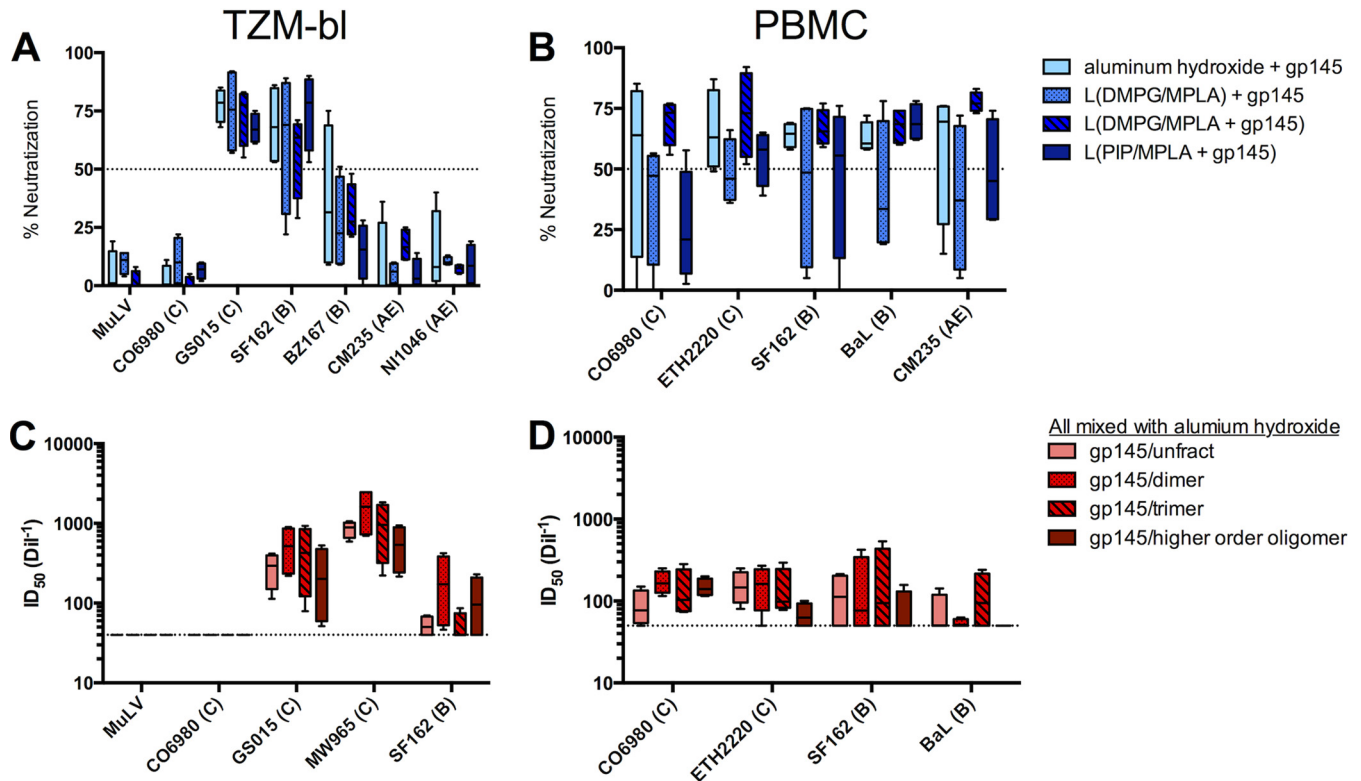 TZM-bl
PBMC
A
% Neutralization
100
75
50
25
0
MuLV
CO6980 (C)
GS015 (C)
SF162 (B)
BZ167 (B)
CM235 (AE)
NI1046 (AE)
B
% Neutralization
100
75
50
25
0
CO6980 (C)
ETH2220 (C)
SF162 (B)
BaL (B)
CM235 (AE)
aluminum hydroxide + gp145
L(DMPG/MPLA) + gp145
L(DMPG/MPLA + gp145)
L(PIP/MPLA + gp145)
C
ID50 (Dil-1)
10000
1000
100
10
MuLV
CO6980 (C)
GS015 (C)
MW965 (C)
SF162 (B)
D
ID50 (Dil-1)
10000
1000
100
10
CO6980 (C)
ETH2220 (C)
SF162 (B)
BaL (B)
All mixed with alumium hydroxide
gp145/unfract
gp145/dimer
gp145/trimer
gp145/higher order oligomer